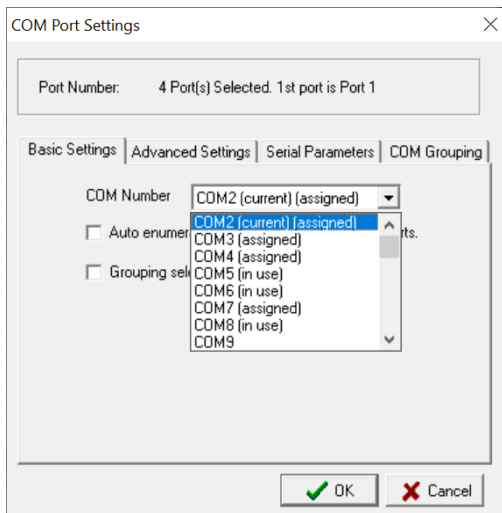 COM Port Settings
Port Number: 4 Port(s) Selected. 1st port is Port 1
Basic Settings Advanced Settings Serial Parameters COM Grouping
COM Number COM2 (current) (assigned)
COM2 (current) (assigned)
Auto enumer
COM3 (assigned)
COM4 (assigned)
Grouping sele
COM5 (in use)
COM6 (in use)
COM7 (assigned)
COM8 (in use)
COM9
OK Cancel